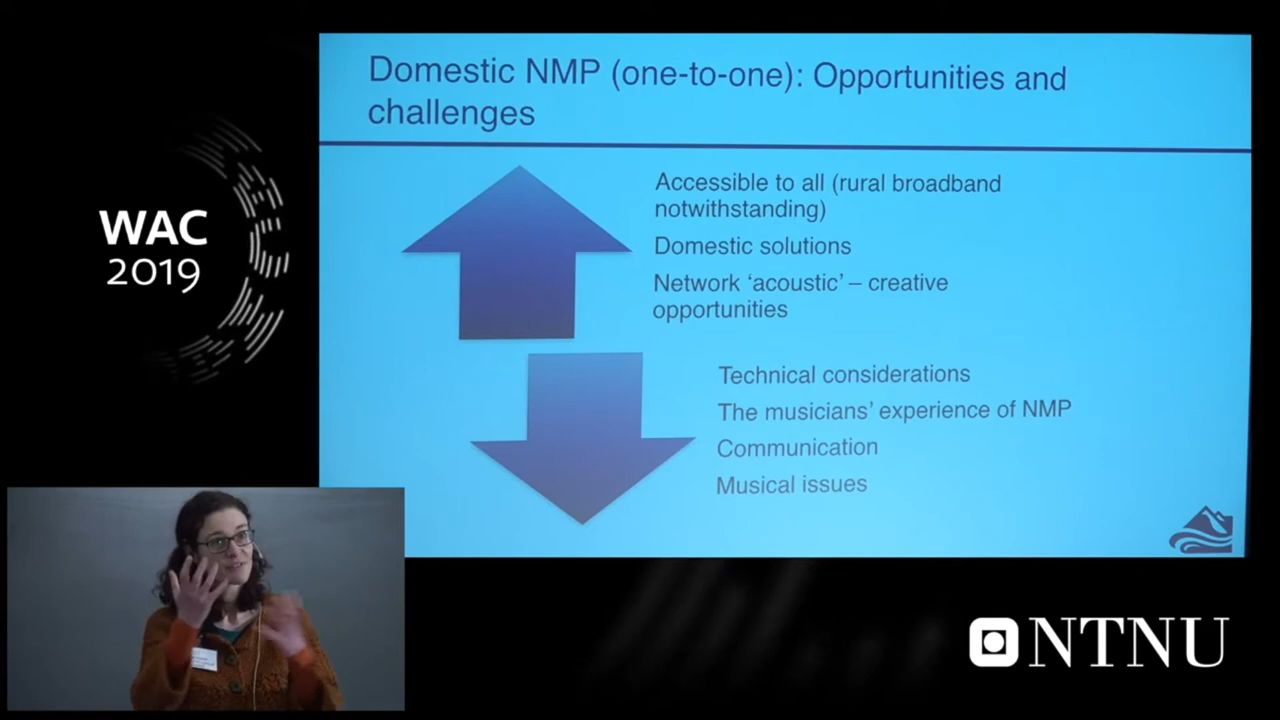 WAC
2019
Domestic NMP (one-to-one): Opportunities and
challenges
Accessible to all (rural broadband
notwithstanding)
Domestic solutions
Network ‘acoustic’ – creative
opportunities
Technical considerations
The musicians’ experience of NMP
Communication
Musical issues
NTNU